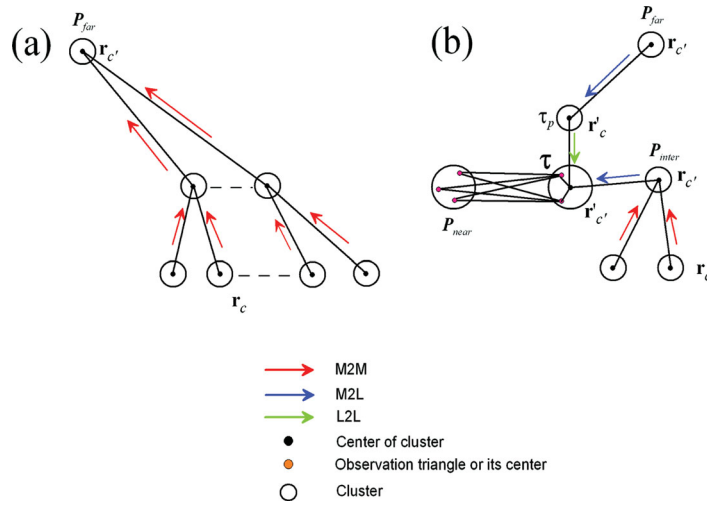 (a)
P_far
r_c'
r_c
(b)
P_far
r_c'
τ_p
r'_c
τ
P_inter
r_c'
r'_c'
P_near
r_c
M2M
M2L
L2L
Center of cluster
Observation triangle or its center
Cluster